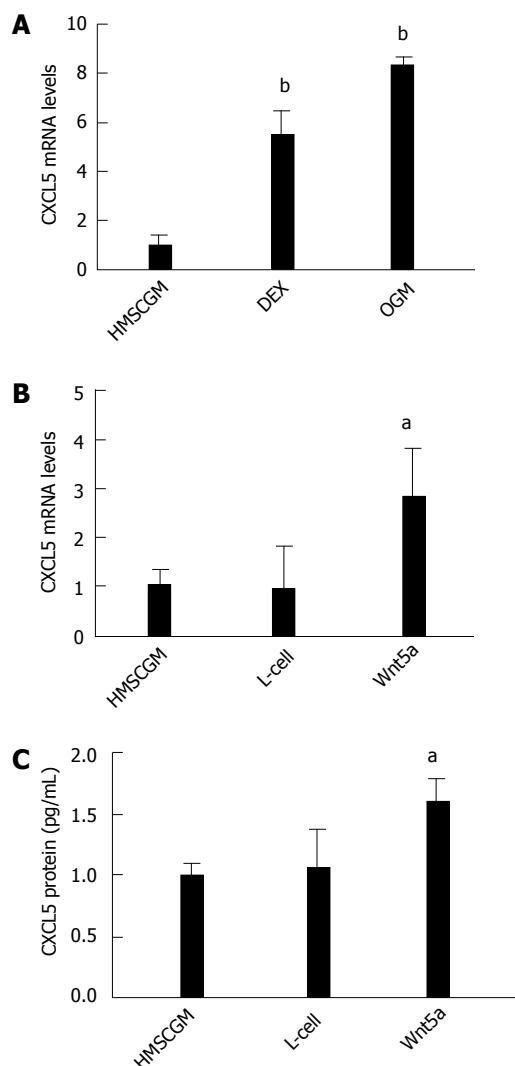 A
CXCL5 mRNA levels
10
8
6
4
2
0
b
b
HMSCGM
DEX
OGM
B
CXCL5 mRNA levels
5
4
3
2
1
0
a
HMSCGM
L-cell
Wnt5a
C
CXCL5 protein (pg/mL)
2.0
1.5
1.0
0.5
0.0
a
HMSCGM
L-cell
Wnt5a